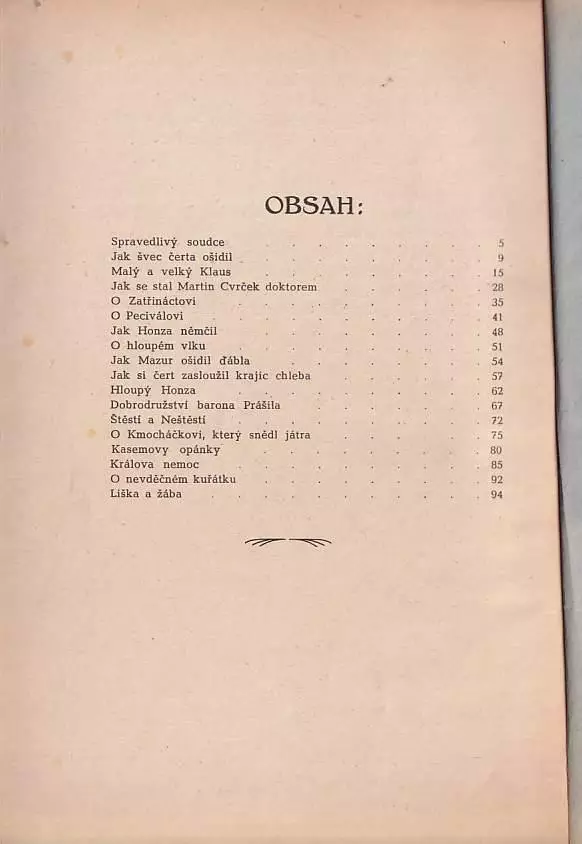 OBSAH:
Spravedlivý soudce . . . . . . . . . 5
Jak švec čerta ošidil . . . . . . . . . . 9
Malý a velký Klaus . . . . . . . . . 15
Jak se stal Martin Cvrček doktorem . . . . . . . 28
O Zatřináctovi . . . . . . . . . . 35
O Peciválovi . . . . . . . . . . . 41
Jak Honza němčil . . . . . . . . . . 48
O hloupém vlku . . . . . . . . . . 51
Jak Mazur ošidil ďábla . . . . . . . . 54
Jak si čert zasloužil krajíc chleba . . . . . . 57
Hloupý Honza . . . . . . . . . . 62
Dobrodružství barona Prášila . . . . . . . 67
Štěstí a Neštěstí . . . . . . . . . . 72
O Kmocháčkovi, který snědl játra . . . . . . 75
Kasemovy opánky . . . . . . . . 80
Králova nemoc . . . . . . . . . . 85
O nevděčném kuřátku . . . . . . . . . 92
Liška a žába . . . . . . . . . . 94